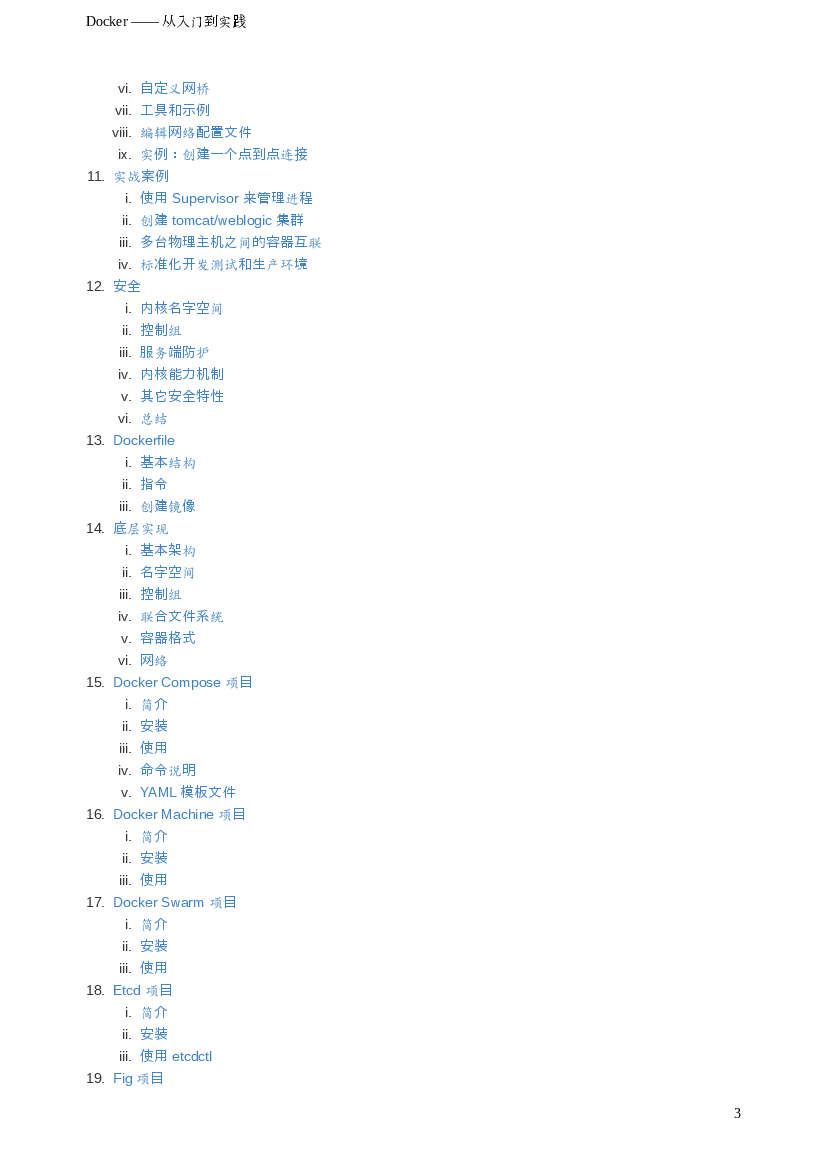 Docker —— 从入门到实践
vi. 自定义网桥
vii. 工具和示例
viii. 编辑网络配置文件
ix. 实例：创建一个点到点连接
11. 实战案例
i. 使用 Supervisor 来管理进程
ii. 创建 tomcat/weblogic 集群
iii. 多台物理主机之间的容器互联
iv. 标准化开发测试和生产环境
12. 安全
i. 内核名字空间
ii. 控制组
iii. 服务端防护
iv. 内核能力机制
v. 其它安全特性
vi. 总结
13. Dockerfile
i. 基本结构
ii. 指令
iii. 创建镜像
14. 底层实现
i. 基本架构
ii. 名字空间
iii. 控制组
iv. 联合文件系统
v. 容器格式
vi. 网络
15. Docker Compose 项目
i. 简介
ii. 安装
iii. 使用
iv. 命令说明
v. YAML 模板文件
16. Docker Machine 项目
i. 简介
ii. 安装
iii. 使用
17. Docker Swarm 项目
i. 简介
ii. 安装
iii. 使用
18. Etcd 项目
i. 简介
ii. 安装
iii. 使用 etcdctl
19. Fig 项目
3